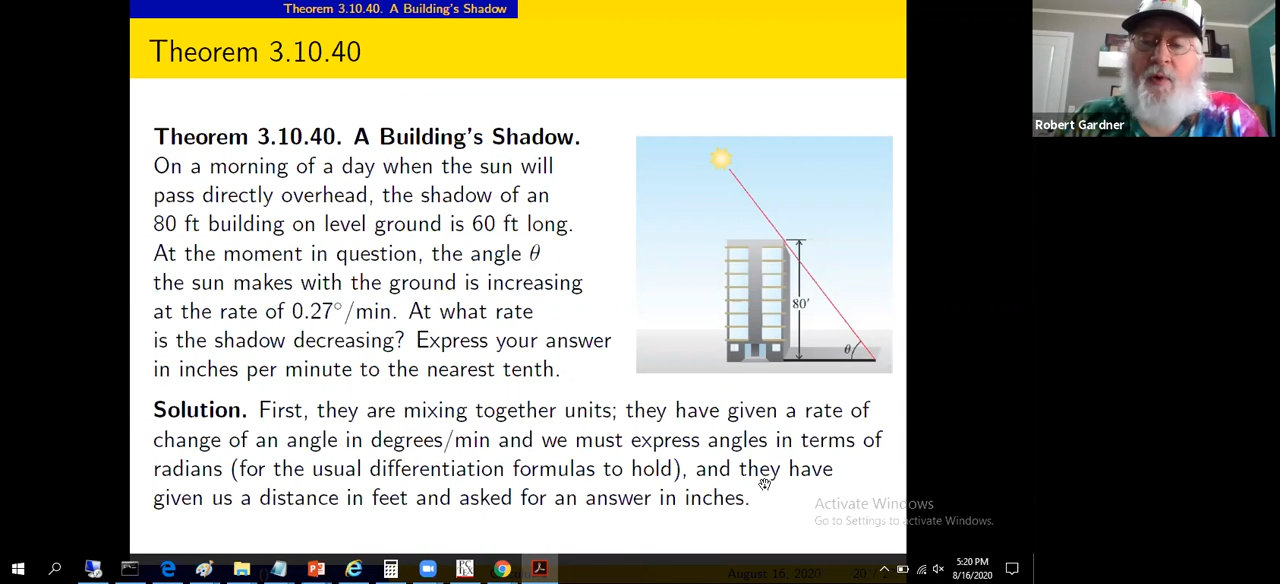 Theorem 3.10.40. A Building's Shadow
Theorem 3.10.40
Theorem 3.10.40. A Building's Shadow.
On a morning of a day when the sun will
pass directly overhead, the shadow of an
80 ft building on level ground is 60 ft long.
At the moment in question, the angle θ
the sun makes with the ground is increasing
at the rate of 0.27°/min. At what rate
is the shadow decreasing? Express your answer
in inches per minute to the nearest tenth.
80′
θ
Solution. First, they are mixing together units; they have given a rate of
change of an angle in degrees/min and we must express angles in terms of
radians (for the usual differentiation formulas to hold), and they have
given us a distance in feet and asked for an answer in inches.
Robert Gardner
Activate Windows
Go to Settings to activate Windows.
August 16, 2020
5:20 PM
8/16/2020